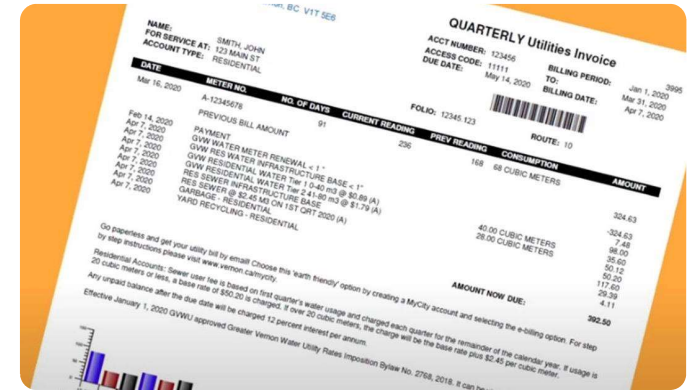 BC V1T 5E6
QUARTERLY Utilities Invoice
NAME: SMITH, JOHN
FOR SERVICE AT: 123 MAIN ST
ACCOUNT TYPE: RESIDENTIAL
ACCT NUMBER: 123456
ACCESS CODE: 11111
DUE DATE: May 14, 2020
3995
BILLING PERIOD: Jan 1, 2020
TO: Mar 31, 2020
BILLING DATE: Apr 7, 2020
FOLIO: 12345.123
ROUTE: 10
DATE METER NO. NO. OF DAYS CURRENT READING PREV READING CONSUMPTION AMOUNT
Mar 16, 2020 A-12345678 91 236 168 68 CUBIC METERS
PREVIOUS BILL AMOUNT 324.63
Feb 14, 2020 PAYMENT -324.63
Apr 7, 2020 GVW WATER METER RENEWAL < 1" 7.48
Apr 7, 2020 GVW RES WATER INFRASTRUCTURE BASE < 1" 98.00
Apr 7, 2020 GVW RESIDENTIAL WATER Tier 1 0-40 m3 @ $0.89 (A) 40.00 CUBIC METERS 35.60
Apr 7, 2020 GVW RESIDENTIAL WATER Tier 2 41-80 m3 @ $1.79 (A) 28.00 CUBIC METERS 50.12
Apr 7, 2020 RES SEWER INFRASTRUCTURE BASE 50.20
Apr 7, 2020 RES SEWER @ $2.45 M3 ON 1ST QRT 2020 (A) 117.60
Apr 7, 2020 GARBAGE - RESIDENTIAL 29.39
Apr 7, 2020 YARD RECYCLING - RESIDENTIAL 4.11
AMOUNT NOW DUE: 392.50
Go paperless and get your utility bill by email! Choose this 'earth friendly' option by creating a MyCity account and selecting the e-billing option. For step
by step instructions please visit www.vernon.ca/mycity.
Residential Accounts: Sewer user fee is based on first quarter's water usage and charged each quarter for the remainder of the calendar year. If usage is
20 cubic meters or less, a base rate of $50.20 is charged. If over 20 cubic meters, the charge will be the base rate plus $2.45 per cubic meter.
Any unpaid balance after the due date will be charged 12 percent interest per annum.
Effective January 1, 2020 GVWU approved Greater Vernon Water Utility Rates Imposition Bylaw No. 2768, 2018. It can be